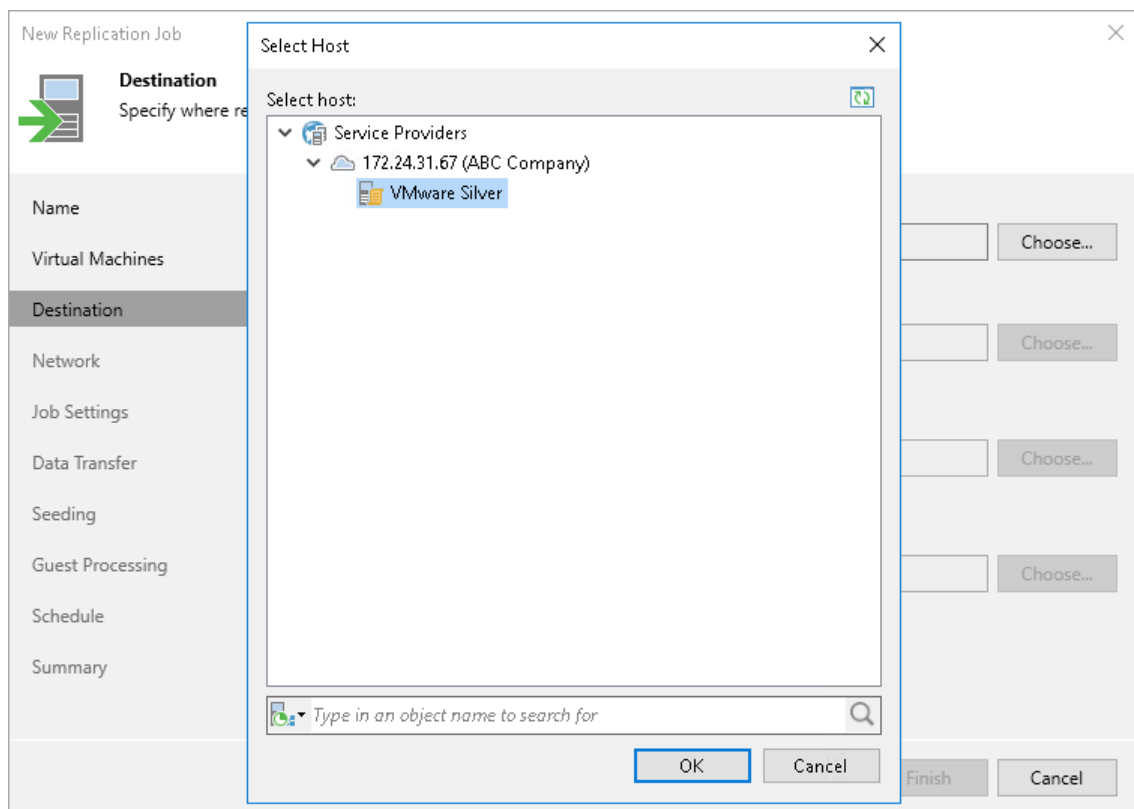 New Replication Job
Destination
Specify where re
Name
Virtual Machines
Destination
Network
Job Settings
Data Transfer
Seeding
Guest Processing
Schedule
Summary
Select Host
Select host:
Service Providers
172.24.31.67 (ABC Company)
VMware Silver
Type in an object name to search for
OK
Cancel
Choose...
Choose...
Choose...
Choose...
Finish
Cancel